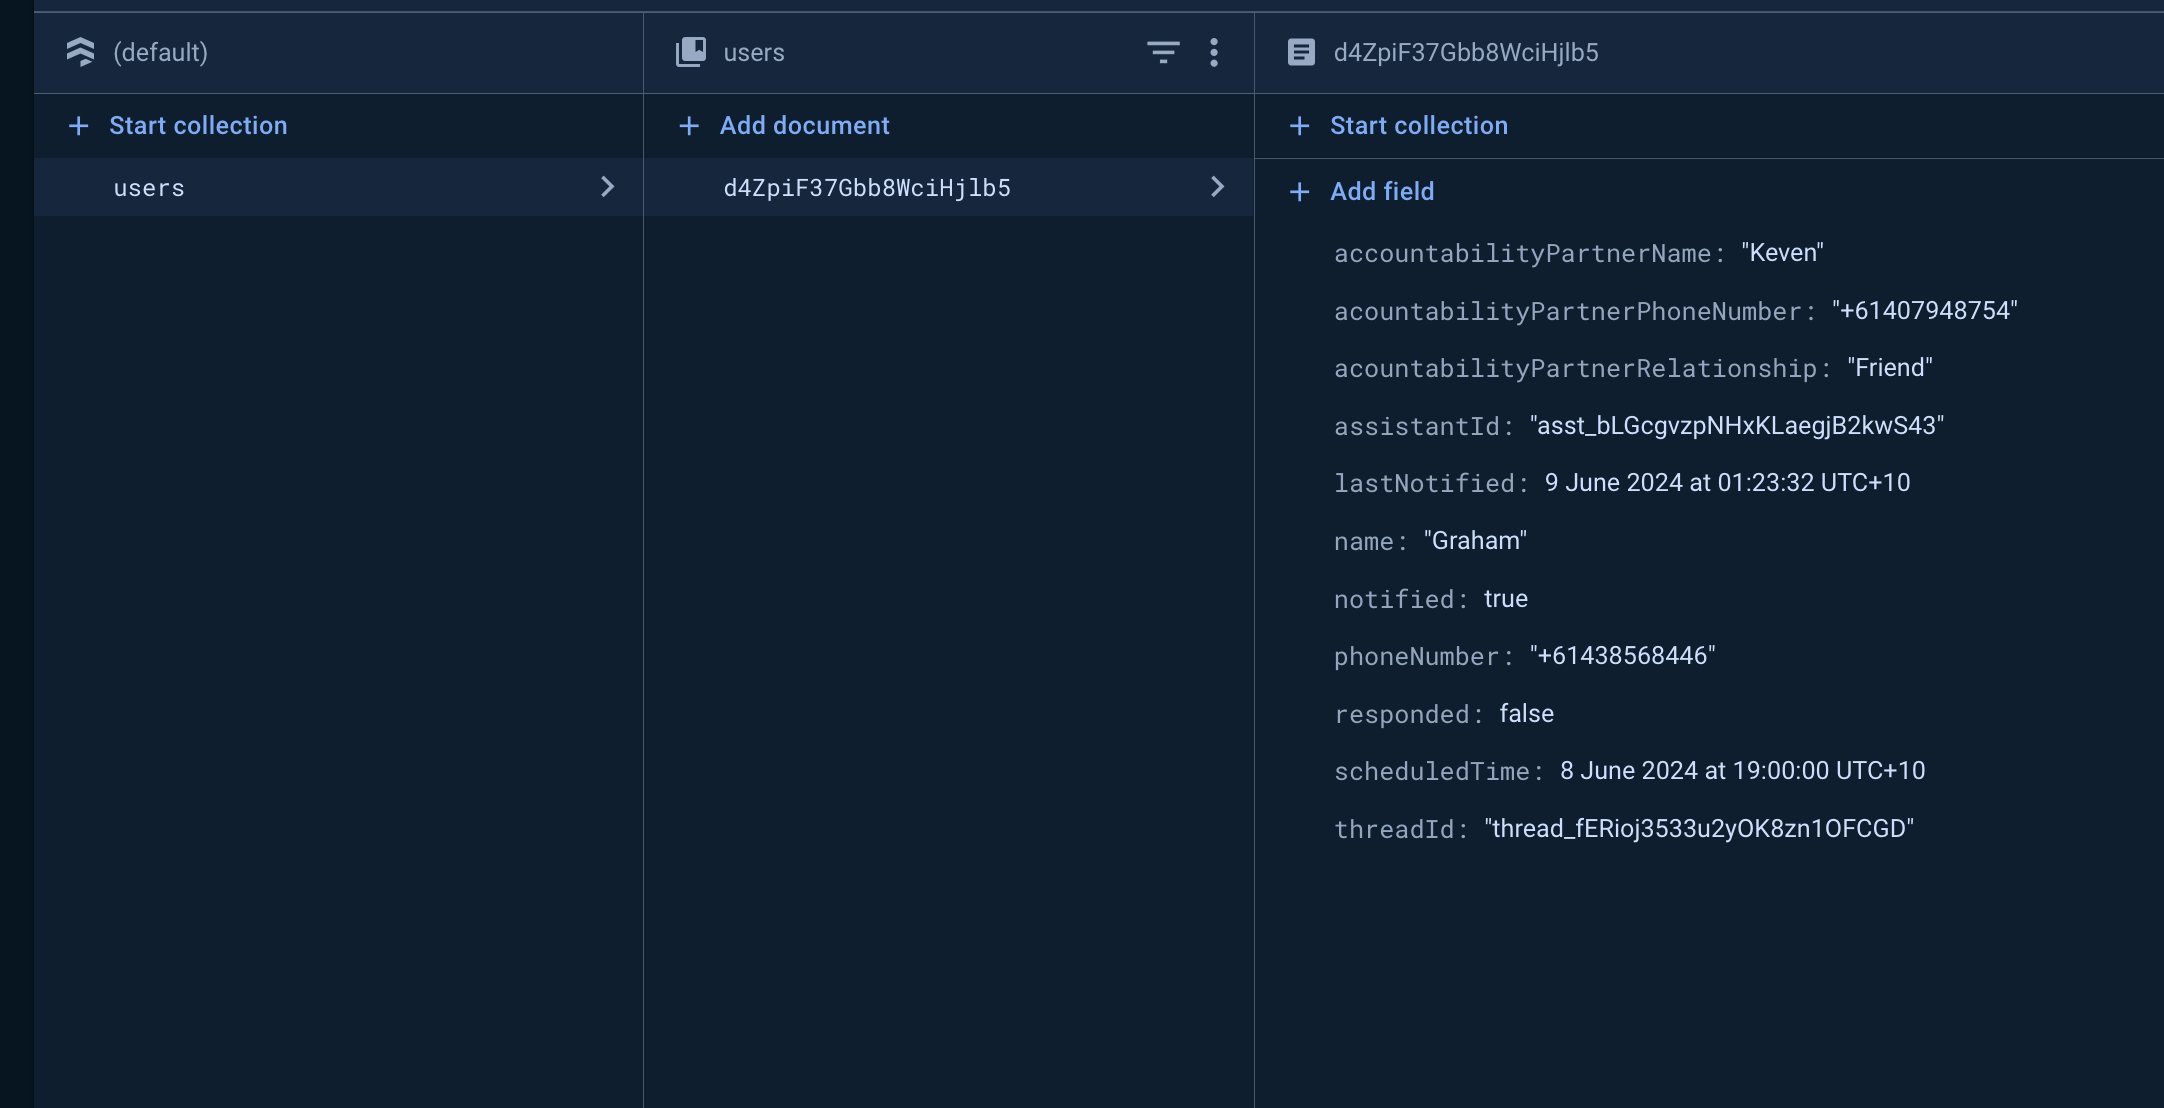 (default)
users
d4ZpiF37Gbb8WciHjlb5
+ Start collection
+ Add document
+ Start collection
users
d4ZpiF37Gbb8WciHjlb5
+ Add field
accountabilityPartnerName: "Keven"
acountabilityPartnerPhoneNumber: "+61407948754"
acountabilityPartnerRelationship: "Friend"
assistantId: "asst_bLGcgvzpNHxKLaegjB2kwS43"
lastNotified: 9 June 2024 at 01:23:32 UTC+10
name: "Graham"
notified: true
phoneNumber: "+61438568446"
responded: false
scheduledTime: 8 June 2024 at 19:00:00 UTC+10
threadId: "thread_fERioj3533u2yOK8zn1OFCGD"